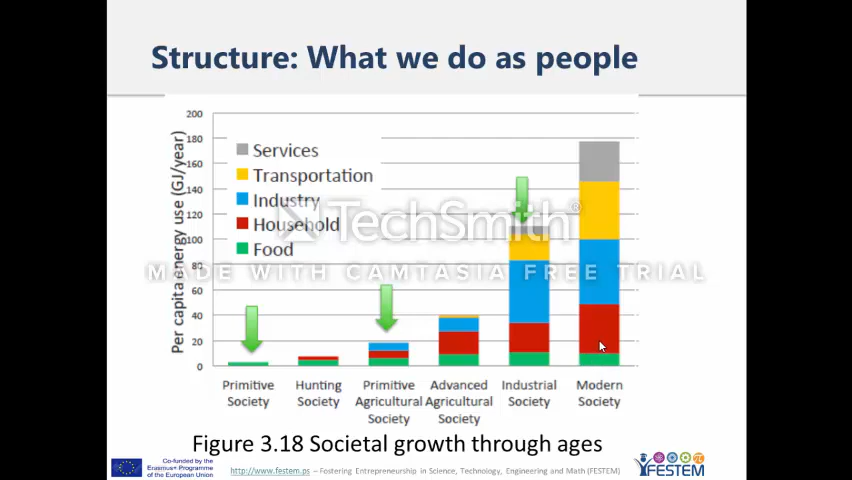 Structure: What we do as people
Per capita energy use (GJ/year)
200
180
160
140
120
100
80
60
40
20
0
Services
Transportation
Industry
Household
Food
TechSmith®
MADE WITH CAMTASIA FREE TRIAL
Primitive
Society
Hunting
Society
Primitive
Agricultural
Society
Advanced
Agricultural
Society
Industrial
Society
Modern
Society
Figure 3.18 Societal growth through ages
Co-funded by the
Erasmus+ Programme
of the European Union
http://www.festem.ps – Fostering Entrepreneurship in Science, Technology, Engineering and Math (FESTEM)
FESTEM